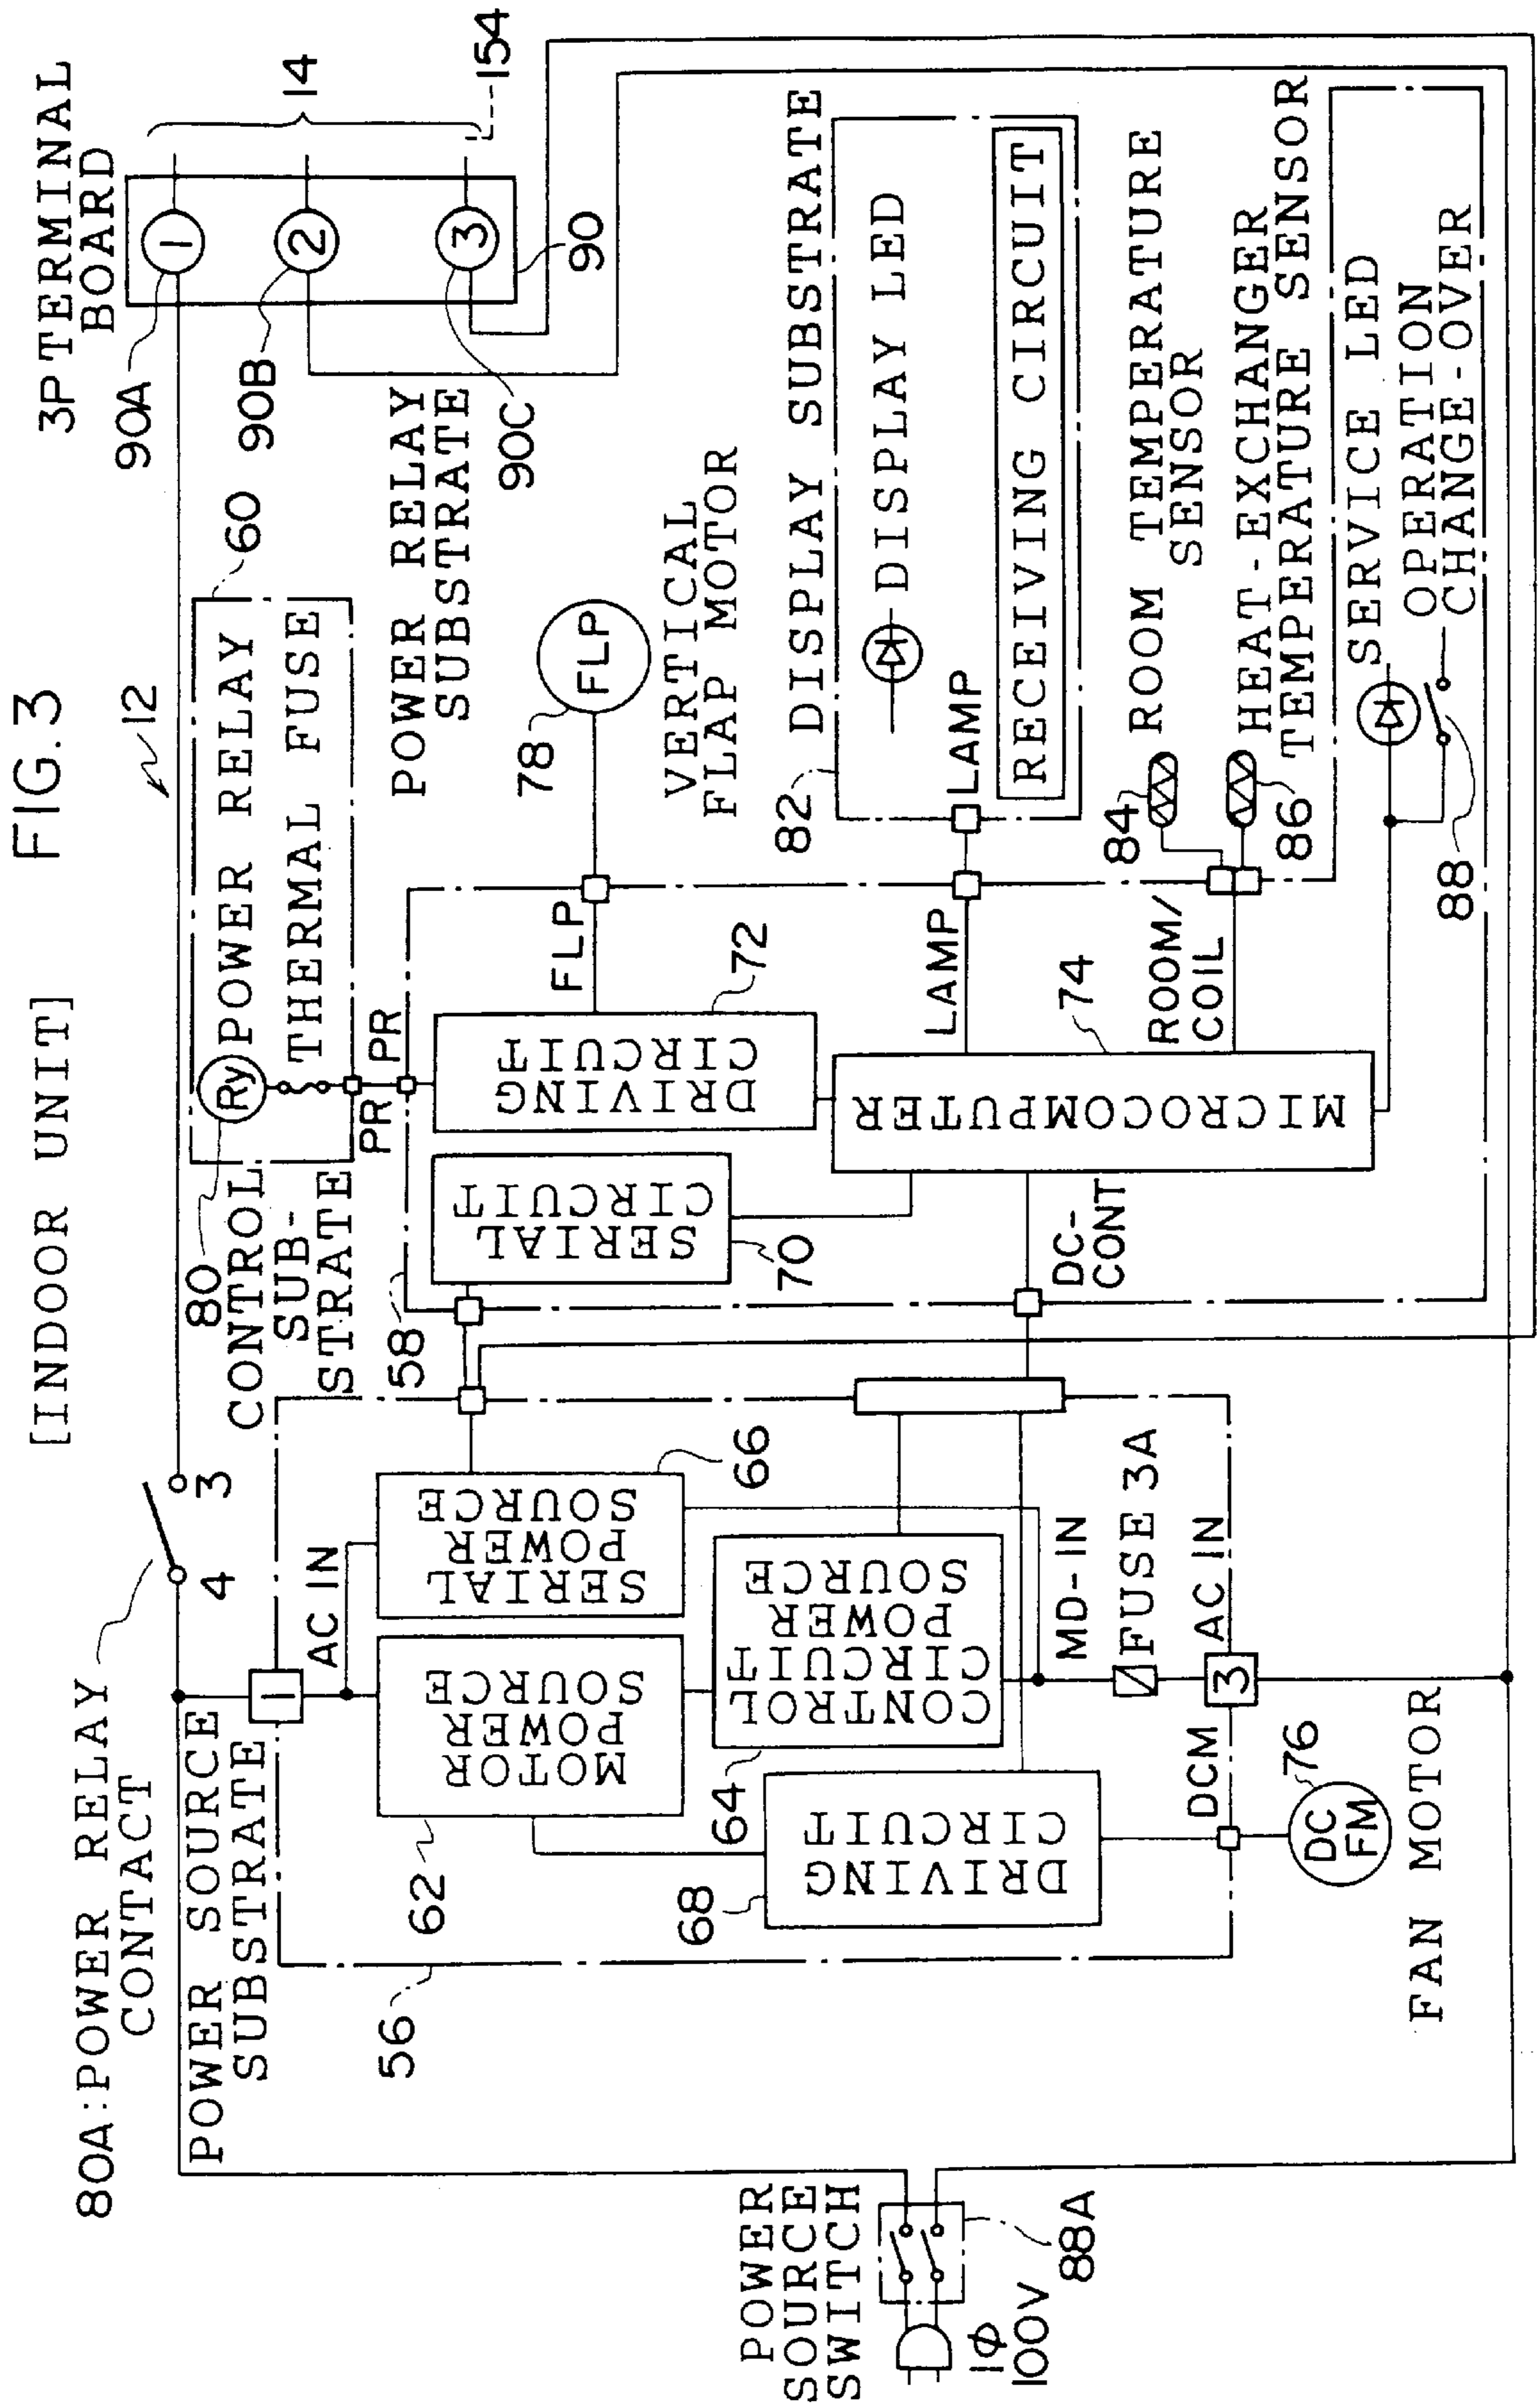 FIG. 3
[INDOOR UNIT]
12
80A:POWER RELAY
CONTACT
4
3
3P TERMINAL
BOARD
90A
90B
90C
1
2
3
90
14
154
60
Ry
POWER RELAY
THERMAL FUSE
80
PR
PR
POWER RELAY
SUBSTRATE
CONTROL
SUB-
STRATE
58
POWER SOURCE
SUBSTRATE
56
1
AC IN
MOTOR
POWER
SOURCE
62
SERIAL
POWER
SOURCE
66
CONTROL
CIRCUIT
POWER
SOURCE
64
DRIVING
CIRCUIT
68
MD-IN
FUSE 3A
AC IN
3
DCM
DC
FM
76
FAN MOTOR
SERIAL
CIRCUIT
70
DRIVING
CIRCUIT
72
MICROCOMPUTER
74
DC-
CONT
FLP
FLP
78
VERTICAL
FLAP MOTOR
DISPLAY SUBSTRATE
82
DISPLAY LED
LAMP
LAMP
RECEIVING CIRCUIT
ROOM/
COIL
84
ROOM TEMPERATURE
SENSOR
86
HEAT-EXCHANGER
TEMPERATURE SENSOR
SERVICE LED
OPERATION
CHANGE-OVER
88
POWER
SOURCE
SWITCH
88A
1Φ
100V